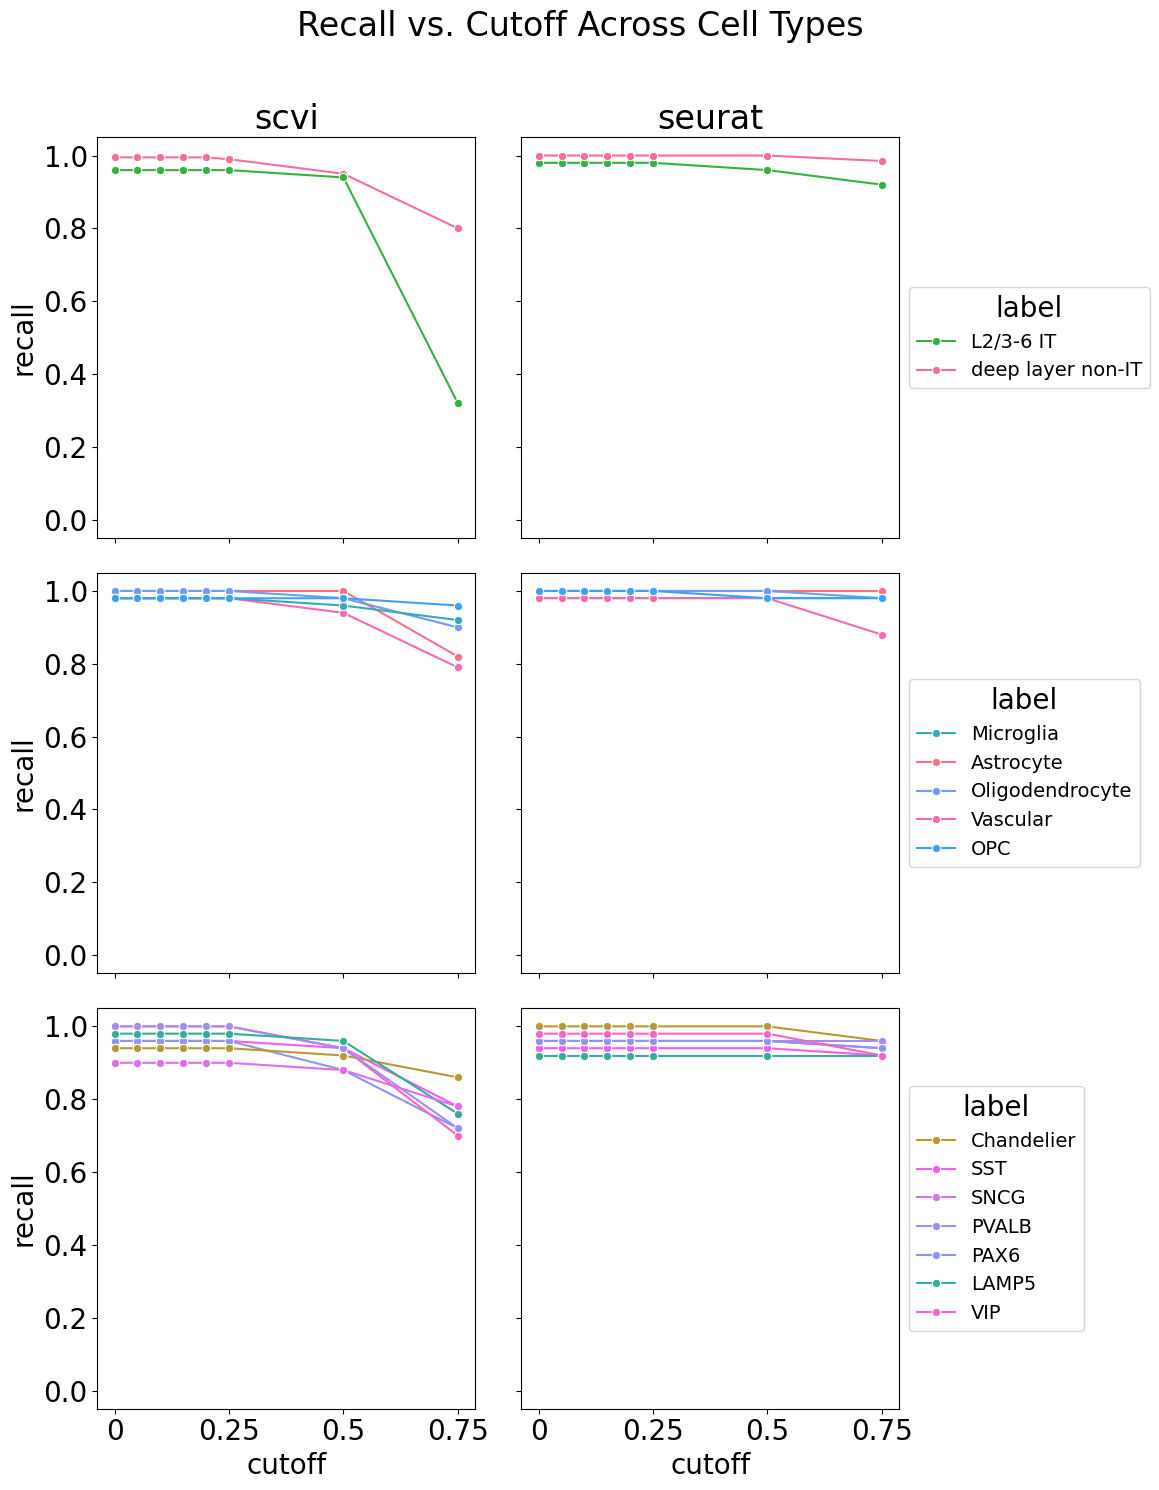 Recall vs. Cutoff Across Cell Types
scvi
seurat
1.0
0.8
0.6
0.4
0.2
0.0
recall
label
L2/3-6 IT
deep layer non-IT
1.0
0.8
0.6
0.4
0.2
0.0
recall
label
Microglia
Astrocyte
Oligodendrocyte
Vascular
OPC
1.0
0.8
0.6
0.4
0.2
0.0
recall
label
Chandelier
SST
SNCG
PVALB
PAX6
LAMP5
VIP
0 0.25 0.5 0.75
cutoff
0 0.25 0.5 0.75
cutoff